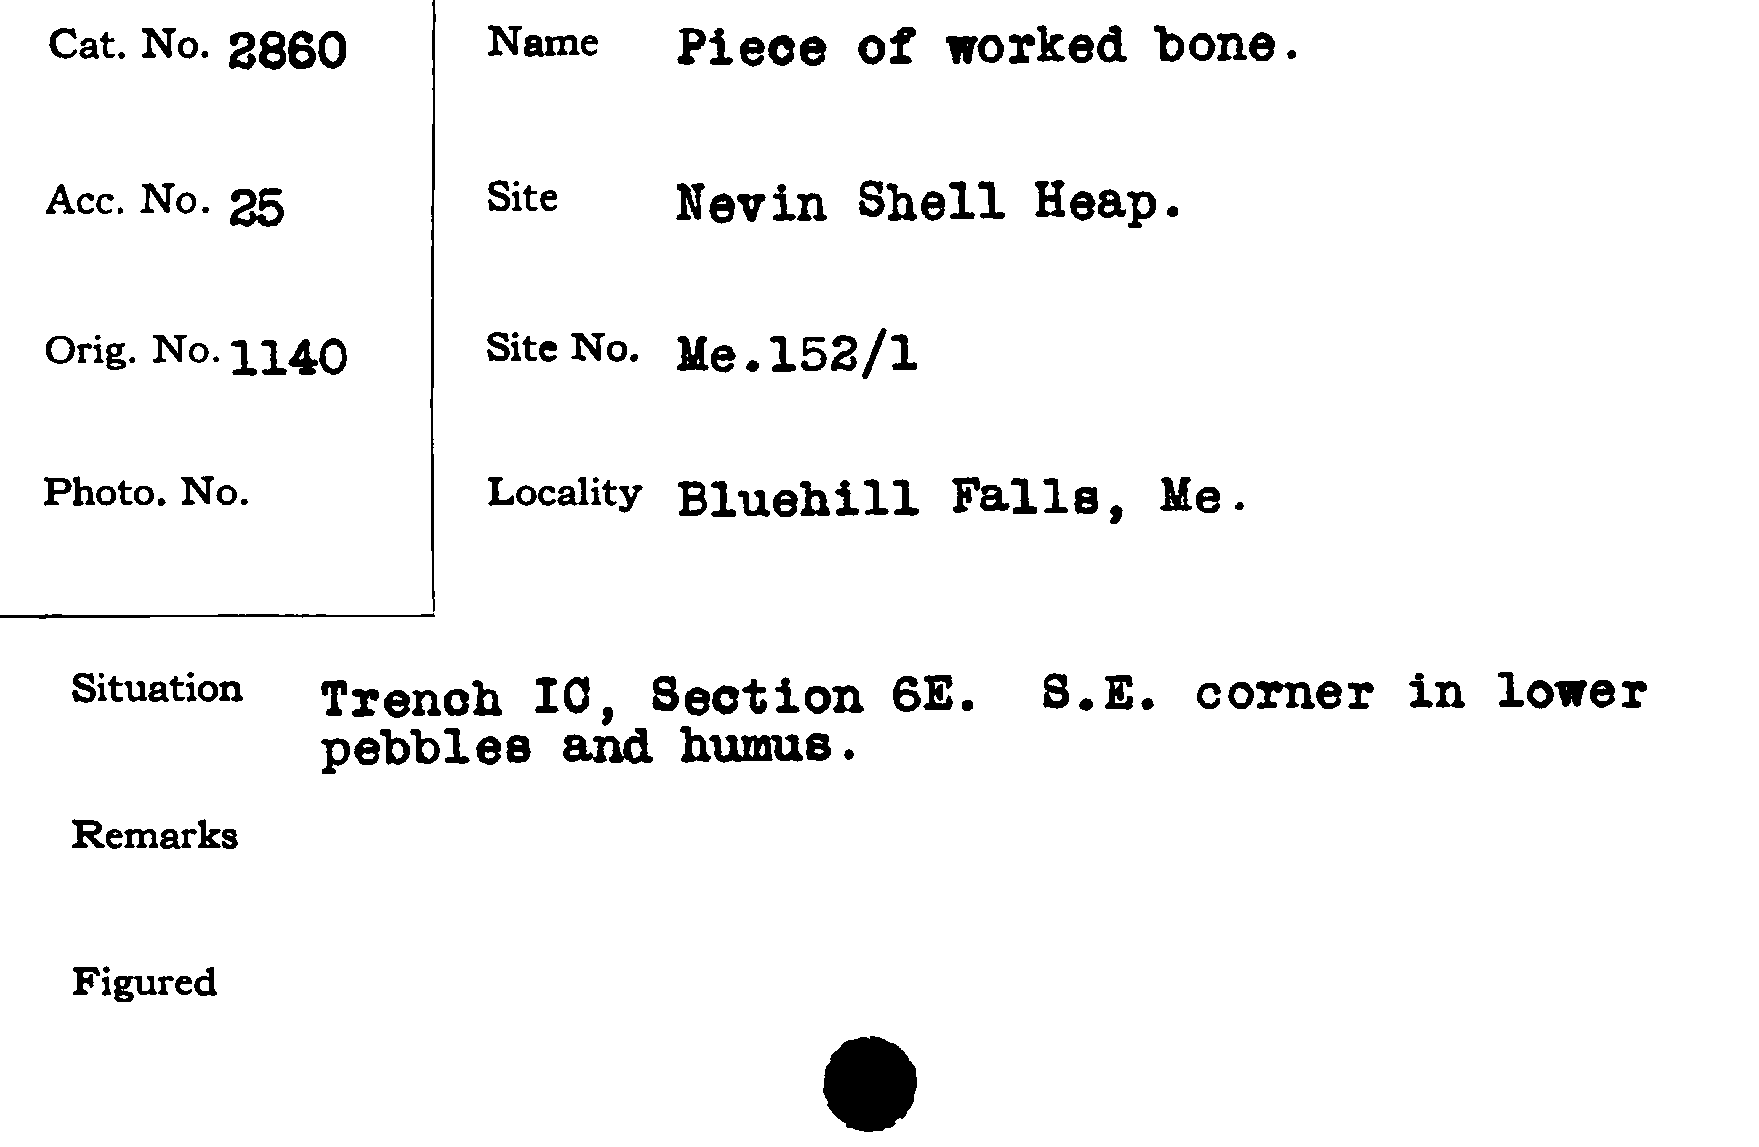 Cat. No. 2860
Name Piece of worked bone.
Acc. No. 25
Site Nevin Shell Heap.
Orig. No. 1140
Site No. Me.152/1
Photo. No.
Locality Bluehill Falls, Me.
Situation Trench IC, Section 6E. S.E. corner in lower
pebbles and humus.
Remarks
Figured